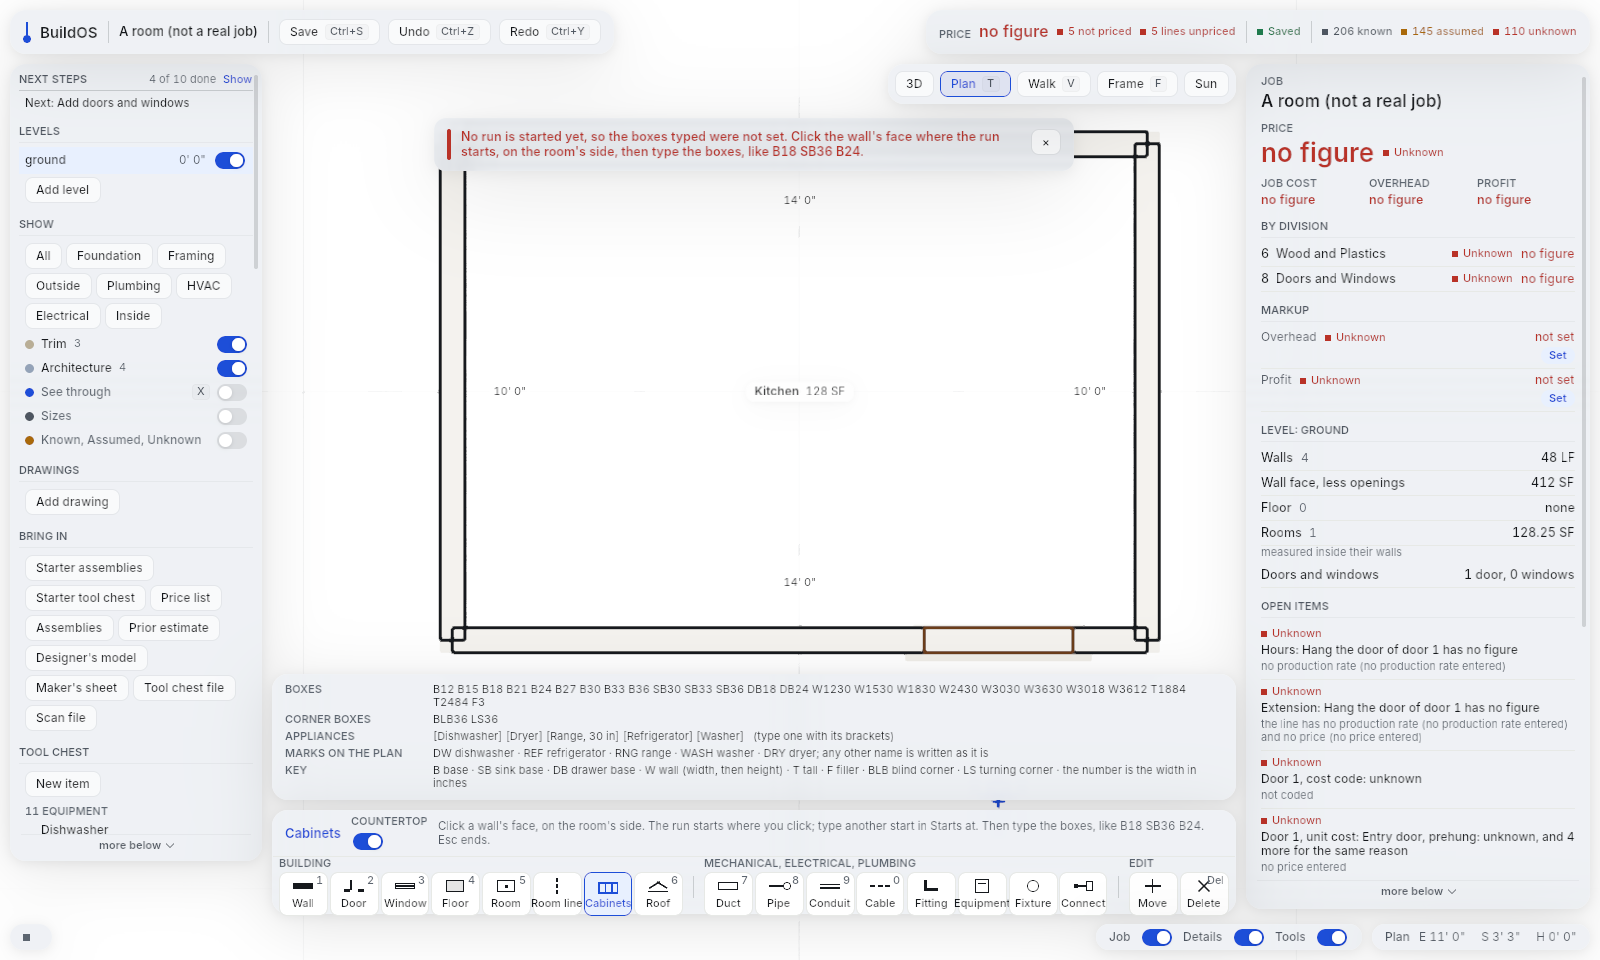 BuildOS
A room (not a real job)
Save Ctrl+S
Undo Ctrl+Z
Redo Ctrl+Y
PRICE no figure 5 not priced 5 lines unpriced Saved 206 known 145 assumed 110 unknown
3D
Plan T
Walk V
Frame F
Sun
NEXT STEPS 4 of 10 done Show
Next: Add doors and windows
LEVELS
ground 0' 0"
Add level
SHOW
All Foundation Framing
Outside Plumbing HVAC
Electrical Inside
Trim 3
Architecture 4
See through X
Sizes
Known, Assumed, Unknown
DRAWINGS
Add drawing
BRING IN
Starter assemblies
Starter tool chest Price list
Assemblies Prior estimate
Designer's model
Maker's sheet Tool chest file
Scan file
TOOL CHEST
New item
11 EQUIPMENT
Dishwasher
more below
No run is started yet, so the boxes typed were not set. Click the wall's face where the run
starts, on the room's side, then type the boxes, like B18 SB36 B24.
×
14' 0"
10' 0"
Kitchen 128 SF
10' 0"
14' 0"
BOXES B12 B15 B18 B21 B24 B27 B30 B33 B36 SB30 SB33 SB36 DB18 DB24 W1230 W1530 W1830 W2430 W3030 W3630 W3018 W3612 T1884
T2484 F3
CORNER BOXES BLB36 LS36
APPLIANCES [Dishwasher] [Dryer] [Range, 30 in] [Refrigerator] [Washer] (type one with its brackets)
MARKS ON THE PLAN DW dishwasher · REF refrigerator · RNG range · WASH washer · DRY dryer; any other name is written as it is
KEY B base · SB sink base · DB drawer base · W wall (width, then height) · T tall · F filler · BLB blind corner · LS turning corner · the number is the width in
inches
Cabinets
COUNTERTOP
Click a wall's face, on the room's side. The run starts where you click; type another start in Starts at. Then type the boxes, like B18 SB36 B24.
Esc ends.
BUILDING
MECHANICAL, ELECTRICAL, PLUMBING
EDIT
1 2 3 4 5 6 7 8 9 0 Del
Wall Door Window Floor Room Room line Cabinets Roof Duct Pipe Conduit Cable Fitting Equipment Fixture Connect Move Delete
JOB
A room (not a real job)
PRICE
no figure Unknown
JOB COST OVERHEAD PROFIT
no figure no figure no figure
BY DIVISION
6 Wood and Plastics Unknown no figure
8 Doors and Windows Unknown no figure
MARKUP
Overhead Unknown not set
Set
Profit Unknown not set
Set
LEVEL: GROUND
Walls 4 48 LF
Wall face, less openings 412 SF
Floor 0 none
Rooms 1 128.25 SF
measured inside their walls
Doors and windows 1 door, 0 windows
OPEN ITEMS
Unknown
Hours: Hang the door of door 1 has no figure
no production rate (no production rate entered)
Unknown
Extension: Hang the door of door 1 has no figure
the line has no production rate (no production rate entered)
and no price (no price entered)
Unknown
Door 1, cost code: unknown
not coded
Unknown
Door 1, unit cost: Entry door, prehung: unknown, and 4
more for the same reason
no price entered
more below
Job Details Tools
Plan E 11' 0" S 3' 3" H 0' 0"